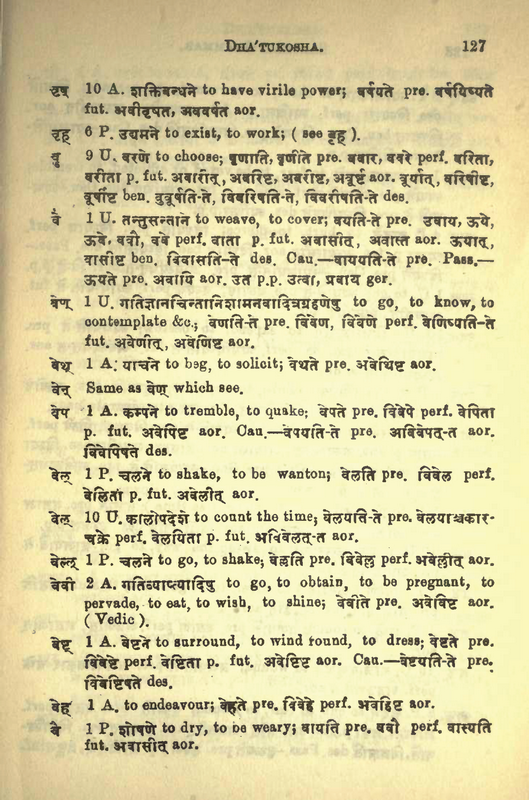 DHA'TUKOSHA. 127
वृष् 10 A. शक्तिबन्धने to have virile power; वर्षयते pre. वर्षयिष्यते
fut. अवीवृषत, अववर्षत aor.
वृह् 6 P. उद्यमने to exist, to work; ( see बृह् ).
वॄ 9 U. वरणे to choose; वृणाति, वृणीते pre. ववार, ववरे perf. वरिता,
वरीता p. fut. अवारीत्, अवरिष्ट, अवरीष्ट, अवूर्ष्ट aor. वूर्यात्, वरिषीष्ट,
वूर्षीष्ट ben. वुवूर्षति-ते, विवरिषति-ते, विवरीषति-ते des.
वे 1 U. तन्तुसन्ताने to weave, to cover; वयति-ते pre. उवाय, ऊये,
ऊवे, ववौ, ववे perf. वाता p. fut. अवासीत्, अवास्त aor. ऊयात्,
वासीष्ट ben. विवासति-ते des. Cau.—वाययति-ते pre. Pass.—
ऊयते pre. अवायि aor. उत p.p. उत्वा, प्रवाय ger.
वेण् 1 U. गतिज्ञानचिन्तानिशामनवादित्रग्रहणेषु to go, to know, to
contemplate &c.; वेणति-ते pre. विवेण, विवेणे perf. वेणिष्यति-ते
fut. अवेणीत्, अवेणिष्ट aor.
वेथ् 1 A. याचने to beg, to solicit; वेथते pre. अवेथिष्ट aor.
वेन् Same as वेण् which see.
वेप 1 A. कम्पने to tremble, to quake; वेपते pre. विवेपे perf. वेपिता
p. fut. अवेपिष्ट aor. Cau.—वेपयति-ते pre. अविवेपत्-त aor.
विवेपिषते des.
वेल् 1 P. चलने to shake, to be wanton; वेलति pre. विवेल perf.
वेलिता p. fut. अवेलीत् aor.
वेल् 10 U. कालोपदेशे to count the time; वेलयति-ते pre. वेलयाञ्चकार-
चक्रे perf. वेलयिता p. fut. अविवेलत्-त aor.
वेल्ल् 1 P. चलने to go, to shake; वेल्लति pre. विवेल्ल perf. अवेल्लीत् aor.
वेवी 2 A. गतिव्याप्त्यादिषु to go, to obtain, to be pregnant, to
pervade, to eat, to wish, to shine; वेवीते pre. अवेविष्ट aor.
( Vedic ).
वेष्ट् 1 A. वेष्टने to surround, to wind round, to dress; वेष्टते pre.
विवेष्टे perf. वेष्टिता p. fut. अवेष्टिष्ट aor. Cau.—वेष्टयति-ते pre.
विवेष्टिषते des.
वेह् 1 A. to endeavour; वेहते pre. विवेहे perf. अवेहिष्ट aor.
वै 1 P. शोषणे to dry, to be weary; वायति pre. ववौ perf. वास्यति
fut. अवासीत् aor.